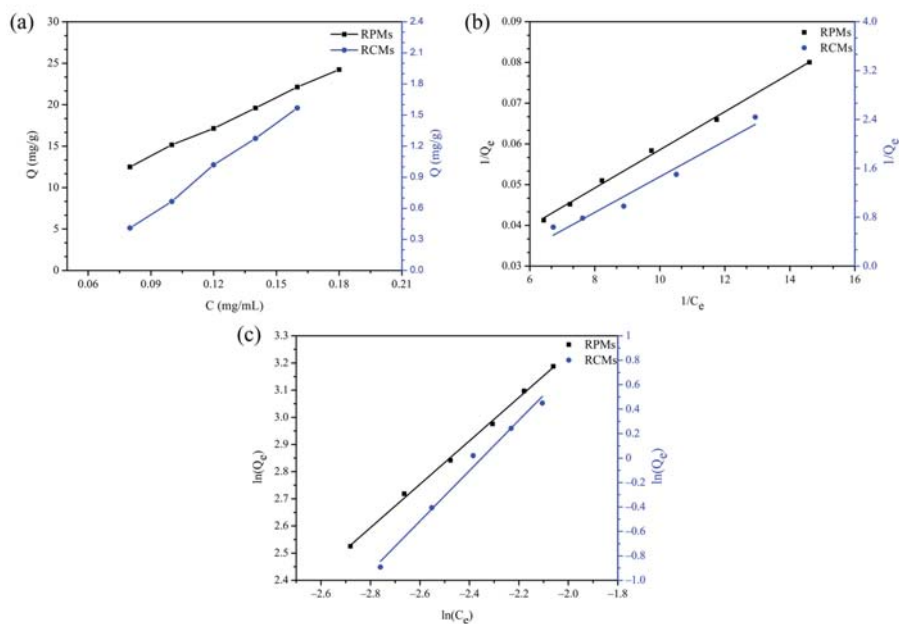 (a)
RPMs
RCMs
30
25
20
15
10
5
0
Q (mg/g)
2.4
2.1
1.8
1.5
1.2
0.9
0.6
0.3
0.0
Q (mg/g)
0.06 0.09 0.12 0.15 0.18 0.21
C (mg/mL)
(b)
RPMs
RCMs
0.09
0.08
0.07
0.06
0.05
0.04
0.03
1/Qe
4.0
3.2
2.4
1.6
0.8
0.0
1/Qe
6 8 10 12 14 16
1/Ce
(c)
RPMs
RCMs
3.3
3.2
3.1
3.0
2.9
2.8
2.7
2.6
2.5
2.4
ln(Qe)
1
0.8
0.6
0.4
0.2
0
−0.2
−0.4
−0.6
−0.8
−1.0
ln(Qe)
−2.6 −2.8 −2.6 −2.4 −2.2 −2.0 −1.8
ln(Ce)